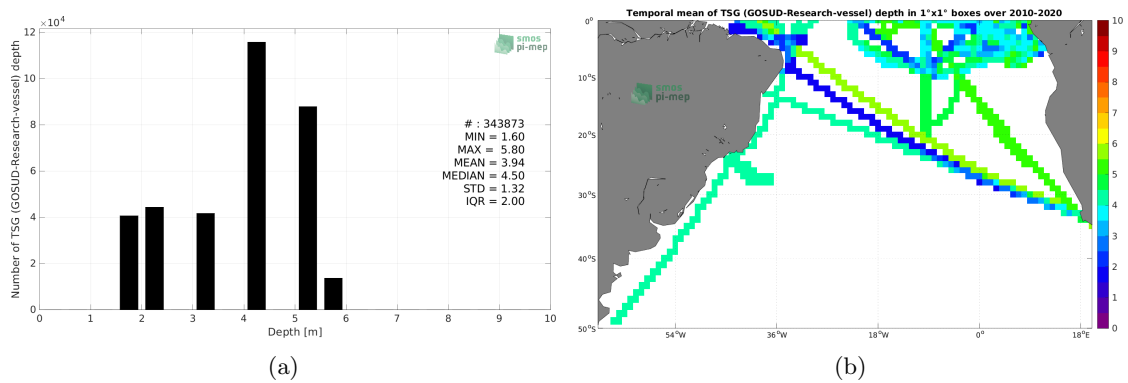 ×10⁴
12
10
8
6
4
2
0
0 1 2 3 4 5 6 7 8 9 10
Number of TSG (GOSUD-Research-vessel) depth
Depth [m]
smos
pi-mep
# : 343873
MIN = 1.60
MAX = 5.80
MEAN = 3.94
MEDIAN = 4.50
STD = 1.32
IQR = 2.00
(a)
Temporal mean of TSG (GOSUD-Research-vessel) depth in 1°x1° boxes over 2010-2020
0°
10°S
20°S
30°S
40°S
50°S
54°W 36°W 18°W 0° 18°E
smos
pi-mep
10
9
8
7
6
5
4
3
2
1
0
(b)